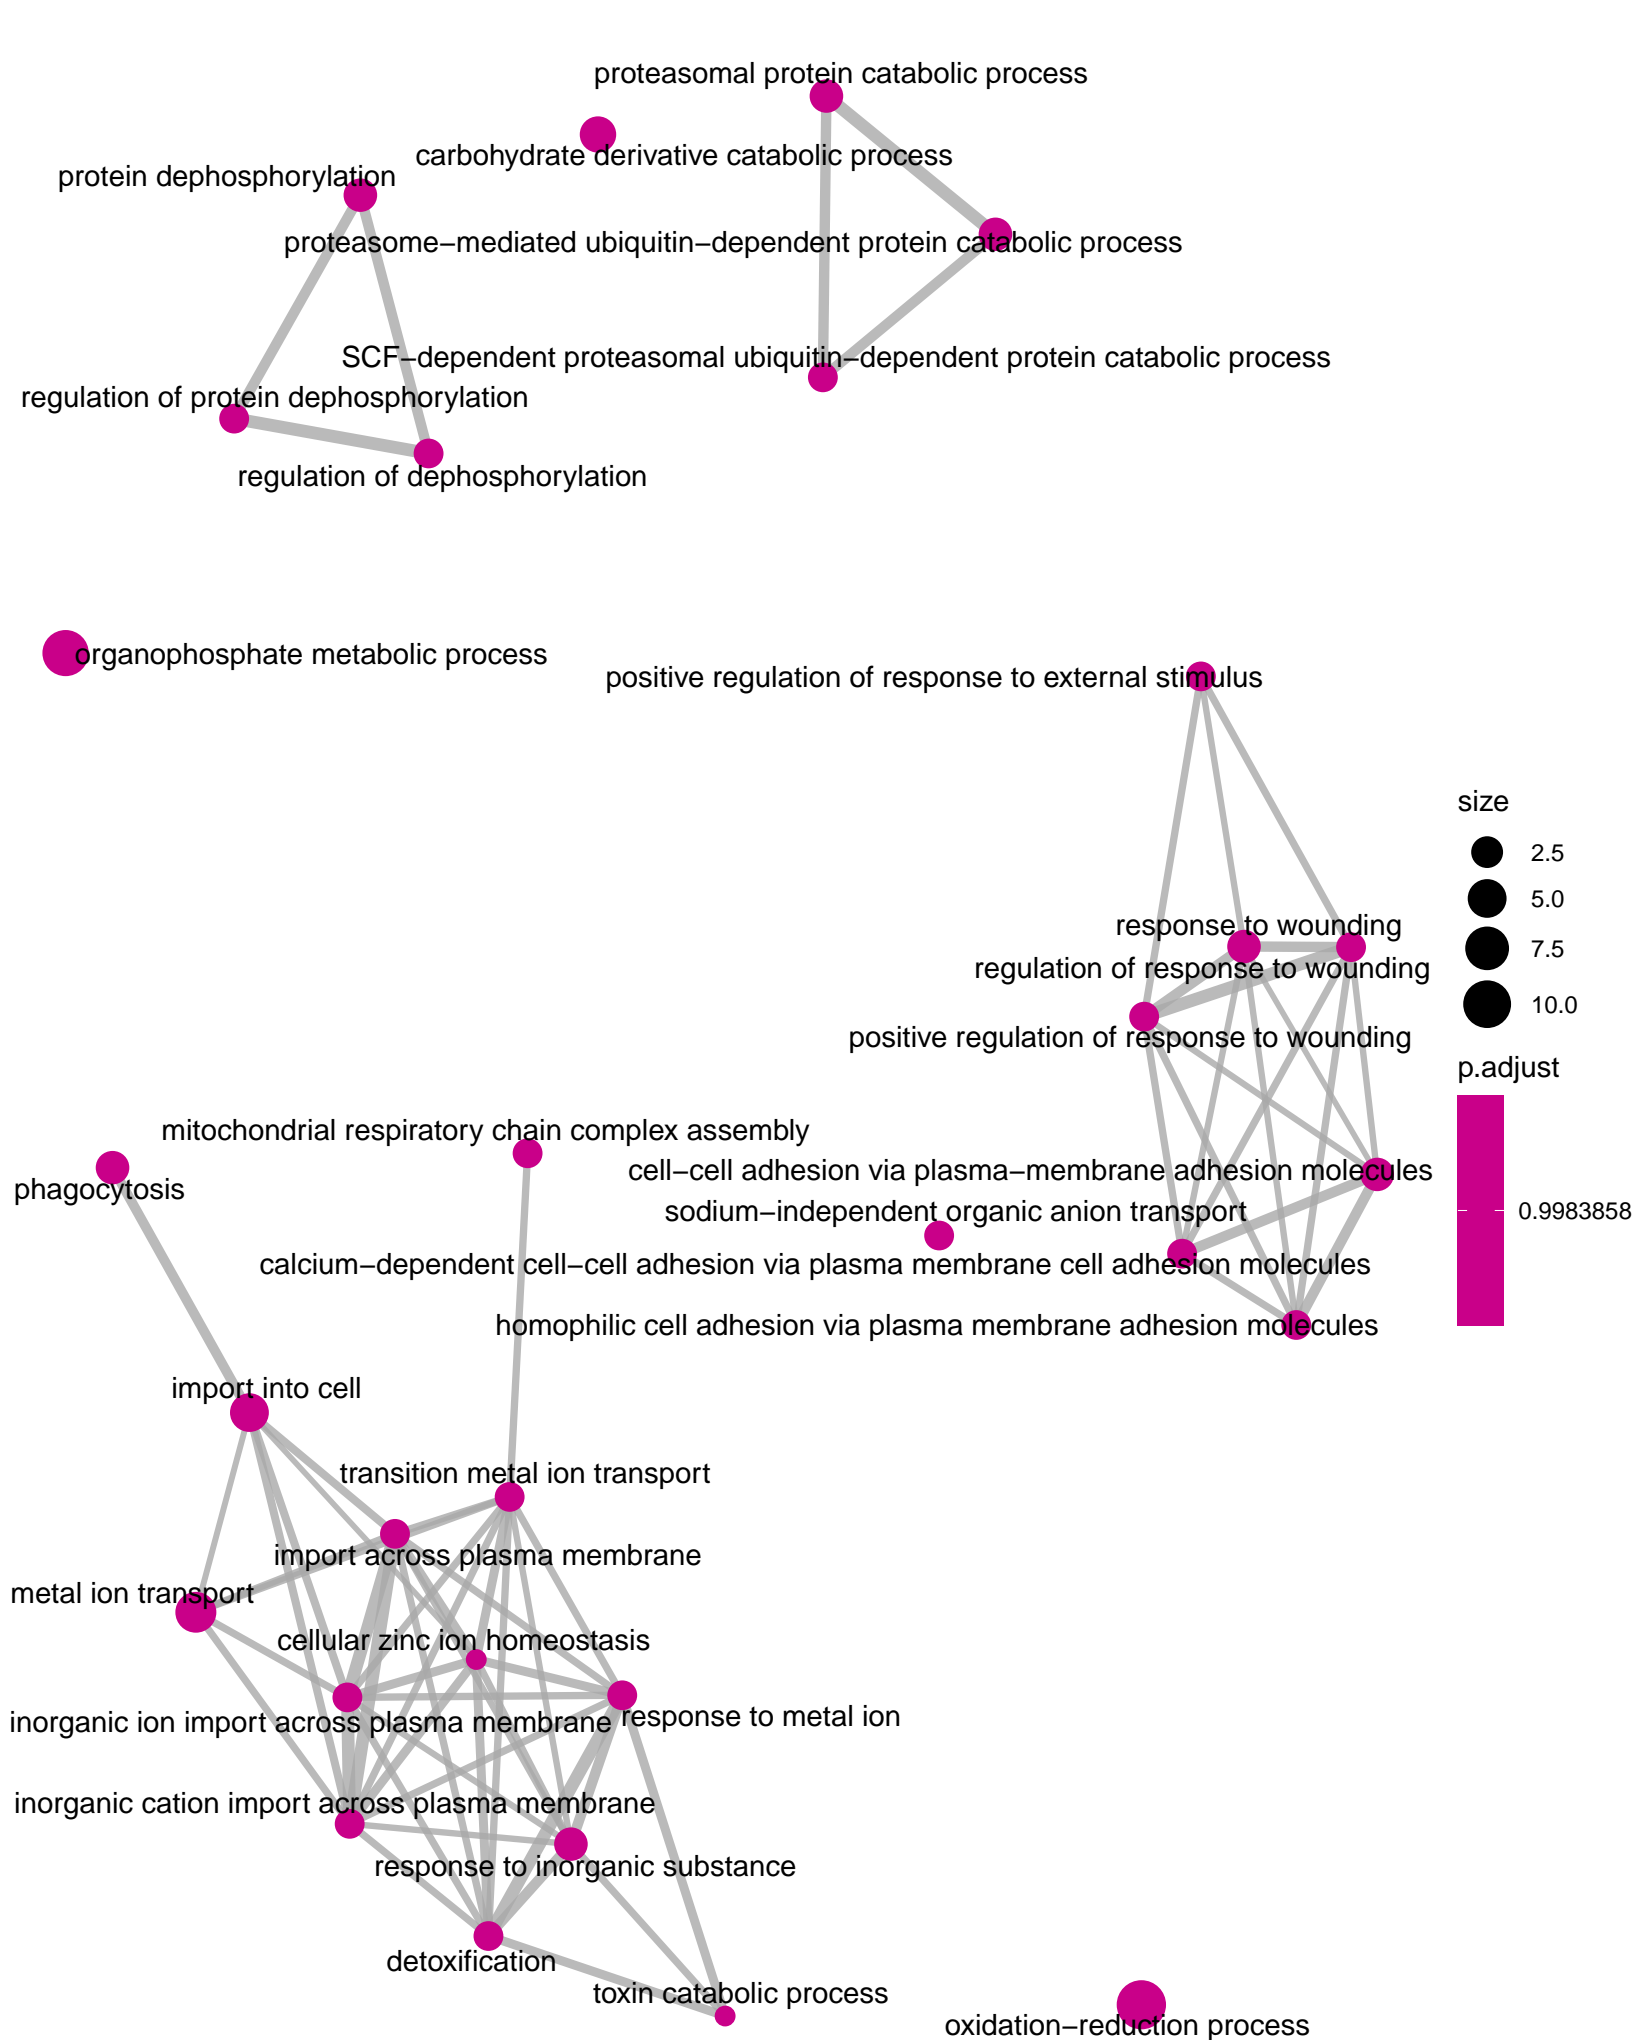 proteasomal protein catabolic process
carbohydrate derivative catabolic process
protein dephosphorylation
proteasome−mediated ubiquitin−dependent protein catabolic process
SCF−dependent proteasomal ubiquitin−dependent protein catabolic process
regulation of protein dephosphorylation
regulation of dephosphorylation
organophosphate metabolic process
positive regulation of response to external stimulus
size
2.5
5.0
7.5
10.0
response to wounding
regulation of response to wounding
positive regulation of response to wounding
p.adjust
0.9983858
mitochondrial respiratory chain complex assembly
cell−cell adhesion via plasma−membrane adhesion molecules
phagocytosis
sodium−independent organic anion transport
calcium−dependent cell−cell adhesion via plasma membrane cell adhesion molecules
homophilic cell adhesion via plasma membrane adhesion molecules
import into cell
transition metal ion transport
import across plasma membrane
metal ion transport
cellular zinc ion homeostasis
inorganic ion import across plasma membrane
response to metal ion
inorganic cation import across plasma membrane
response to inorganic substance
detoxification
toxin catabolic process
oxidation−reduction process